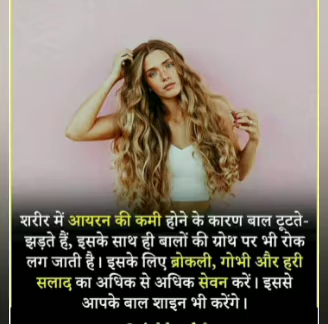 शरीर में आयरन की कमी होने के कारण बाल टूटते-
झड़ते हैं, इसके साथ ही बालों की ग्रोथ पर भी रोक
लग जाती है। इसके लिए ब्रोकली, गोभी और हरी
सलाद का अधिक से अधिक सेवन करें। इससे
आपके बाल शाइन भी करेंगे।